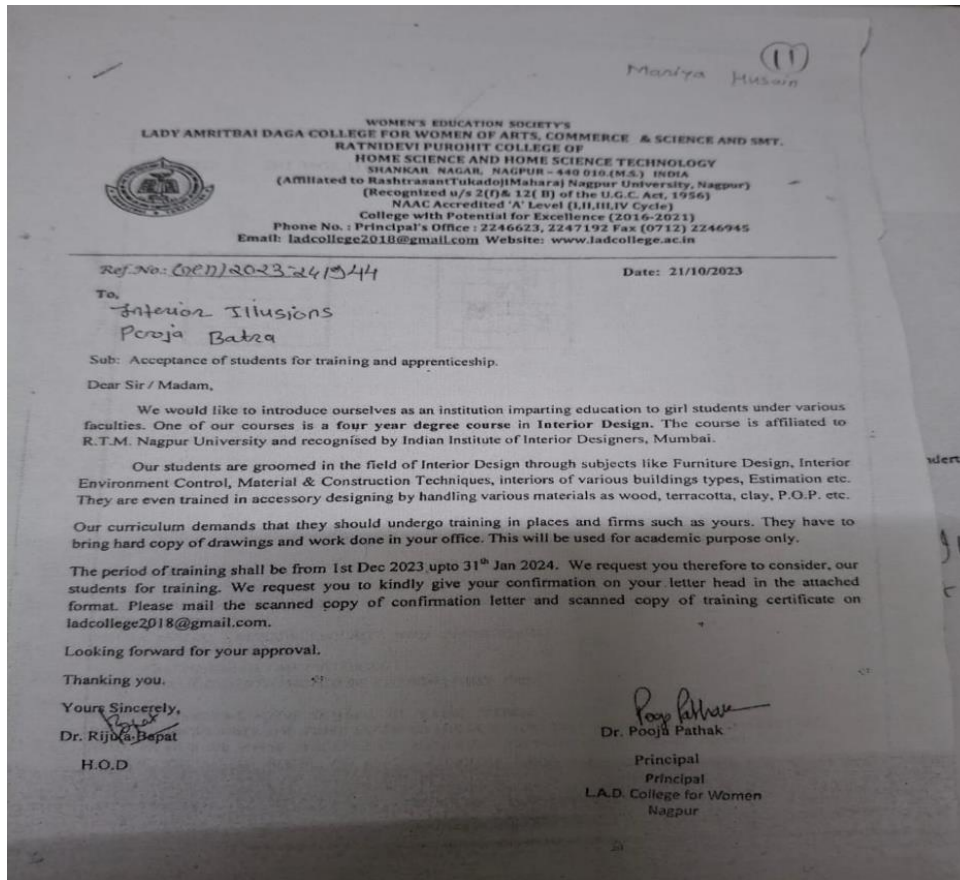 (11)
Maniya Husain
WOMEN'S EDUCATION SOCIETY'S
LADY AMRITBAI DAGA COLLEGE FOR WOMEN OF ARTS, COMMERCE & SCIENCE AND SMT.
RATNIDEVI PUROHIT COLLEGE OF
HOME SCIENCE AND HOME SCIENCE TECHNOLOGY
SHANKAR NAGAR, NAGPUR - 440 010.(M.S.) INDIA
(Affiliated to RashtrasantTukadojiMaharaj Nagpur University, Nagpur)
(Recognized u/s 2(f)& 12( B) of the U.G.C. Act, 1956)
NAAC Accredited 'A' Level (I,II,III,IV Cycle)
College with Potential for Excellence (2016-2021)
Phone No. : Principal's Office : 2246623, 2247192 Fax (0712) 2246945
Email: ladcollege2018@gmail.com Website: www.ladcollege.ac.in
Ref.No.: 2023-24/944
Date: 21/10/2023
To,
Interior Illusions
Pooja Batra
Sub: Acceptance of students for training and apprenticeship.
Dear Sir / Madam,
We would like to introduce ourselves as an institution imparting education to girl students under various
faculties. One of our courses is a four year degree course in Interior Design. The course is affiliated to
R.T.M. Nagpur University and recognised by Indian Institute of Interior Designers, Mumbai.
Our students are groomed in the field of Interior Design through subjects like Furniture Design, Interior
Environment Control, Material & Construction Techniques, interiors of various buildings types, Estimation etc.
They are even trained in accessory designing by handling various materials as wood, terracotta, clay, P.O.P. etc.
Our curriculum demands that they should undergo training in places and firms such as yours. They have to
bring hard copy of drawings and work done in your office. This will be used for academic purpose only.
The period of training shall be from 1st Dec 2023 upto 31th Jan 2024. We request you therefore to consider, our
students for training. We request you to kindly give your confirmation on your letter head in the attached
format. Please mail the scanned copy of confirmation letter and scanned copy of training certificate on
ladcollege2018@gmail.com.
Looking forward for your approval.
Thanking you.
Yours Sincerely,
Dr. Rijuta Bapat
H.O.D
Pooja Pathak
Dr. Pooja Pathak
Principal
Principal
L.A.D. College for Women
Nagpur